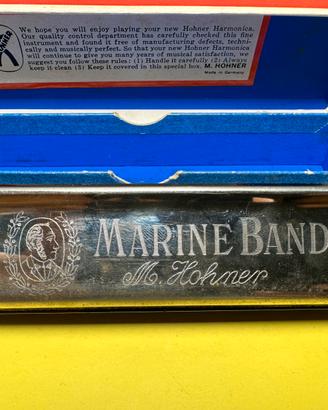 HOHNER
We hope you will enjoy playing your new Hohner Harmonica.
Our quality control department has carefully checked this fine
instrument and found it free of manufacturing defects, techni-
cally and musically perfect. So that your new Hohner Harmonica
will continue to give you many years of musical satisfaction, we
suggest you follow these rules: (1) Handle it carefully (2) Always
keep it clean (3) Keep it covered in this special box. M. HOHNER
Made in Germany
MARINE BAND
M. Hohner